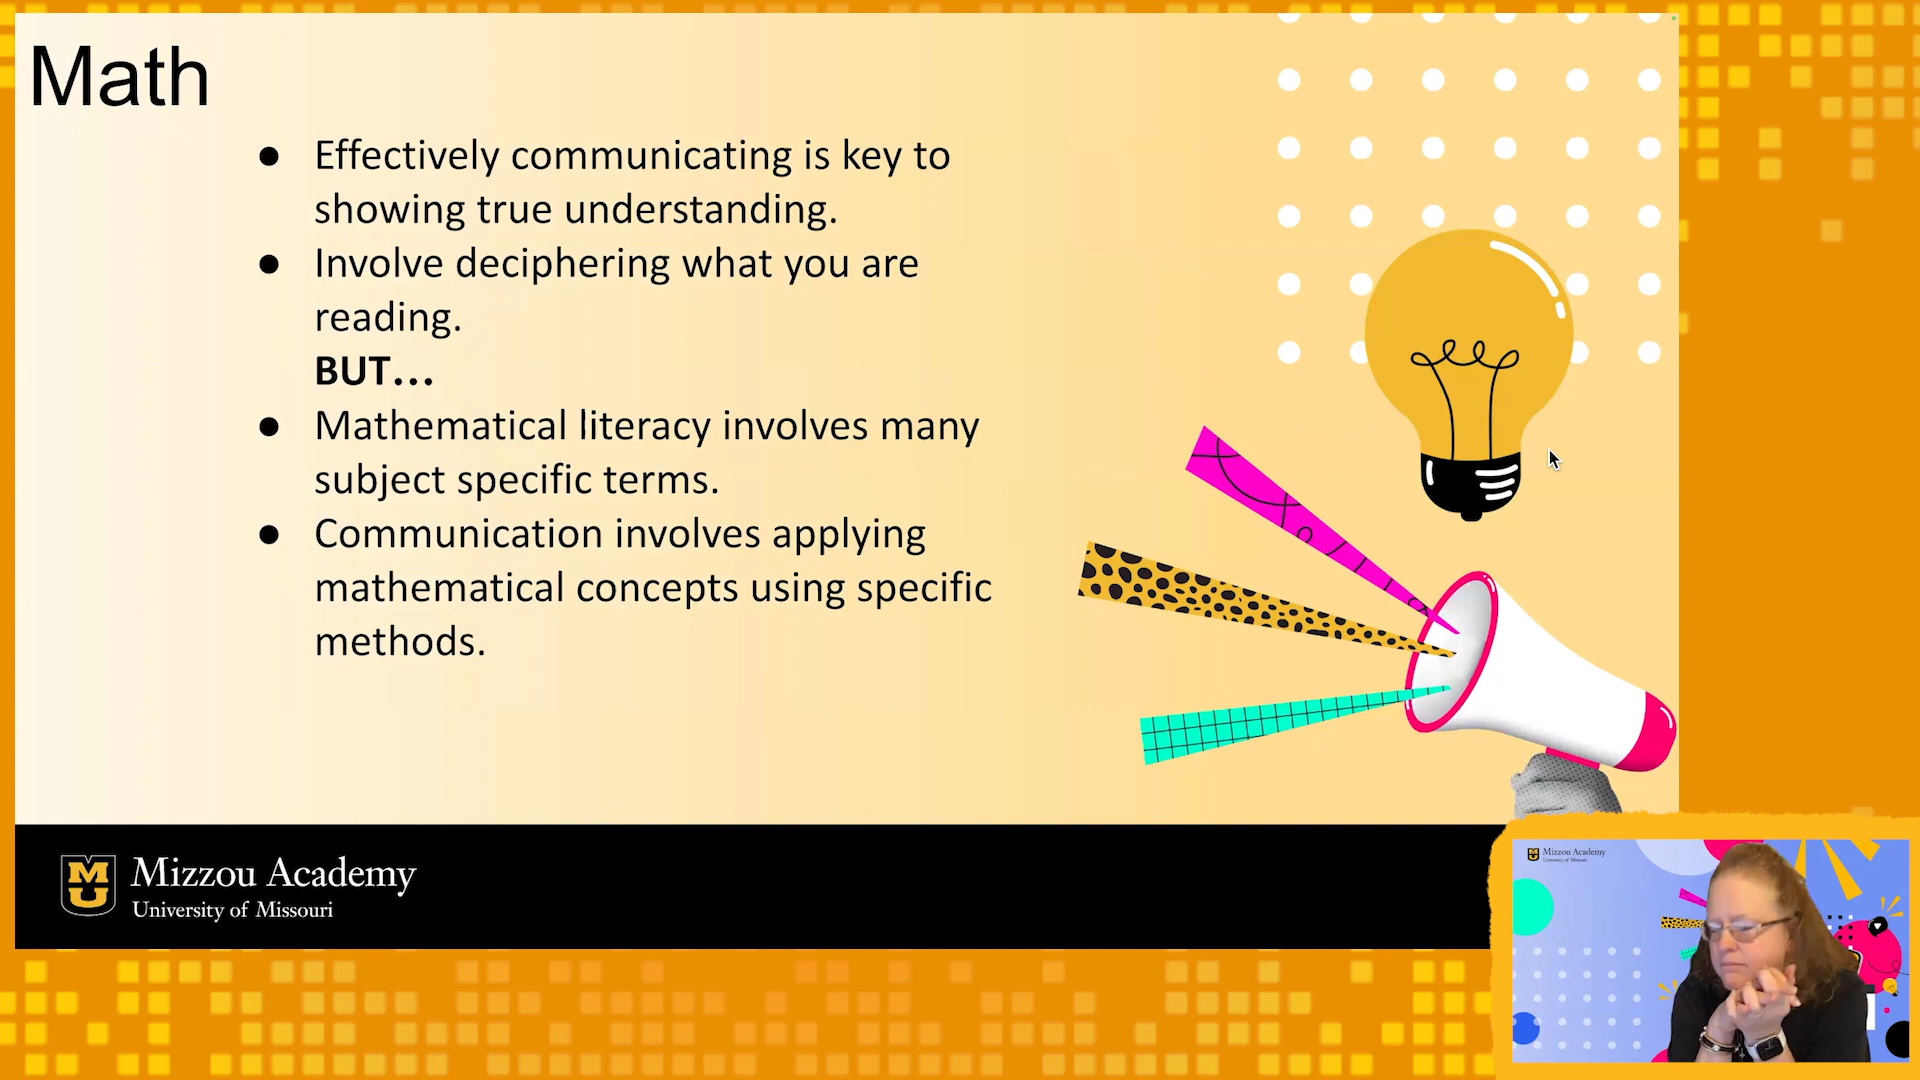 Math
● Effectively communicating is key to
showing true understanding.
● Involve deciphering what you are
reading.
BUT...
● Mathematical literacy involves many
subject specific terms.
● Communication involves applying
mathematical concepts using specific
methods.
Mizzou Academy
University of Missouri
Mizzou Academy
University of Missouri